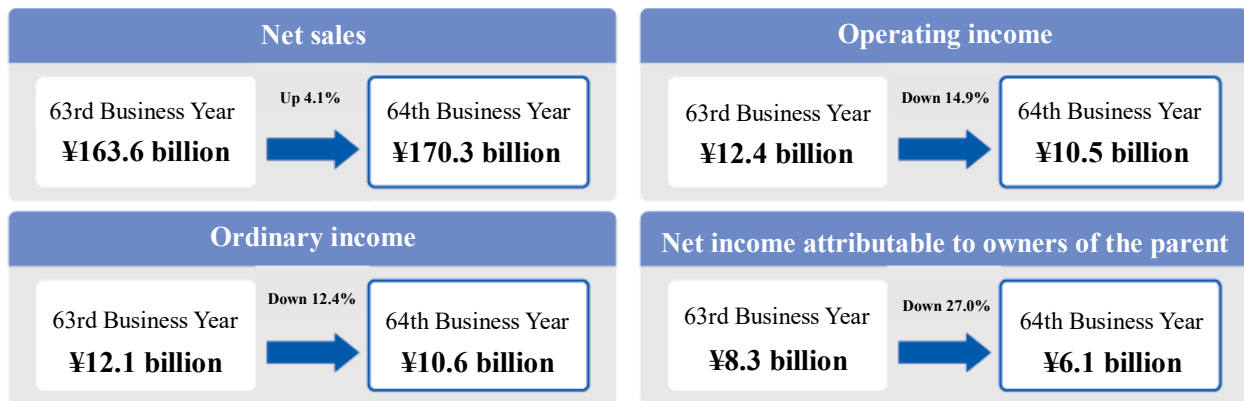 Net sales
63rd Business Year
¥163.6 billion
Up 4.1%
64th Business Year
¥170.3 billion
Operating income
63rd Business Year
¥12.4 billion
Down 14.9%
64th Business Year
¥10.5 billion
Ordinary income
63rd Business Year
¥12.1 billion
Down 12.4%
64th Business Year
¥10.6 billion
Net income attributable to owners of the parent
63rd Business Year
¥8.3 billion
Down 27.0%
64th Business Year
¥6.1 billion